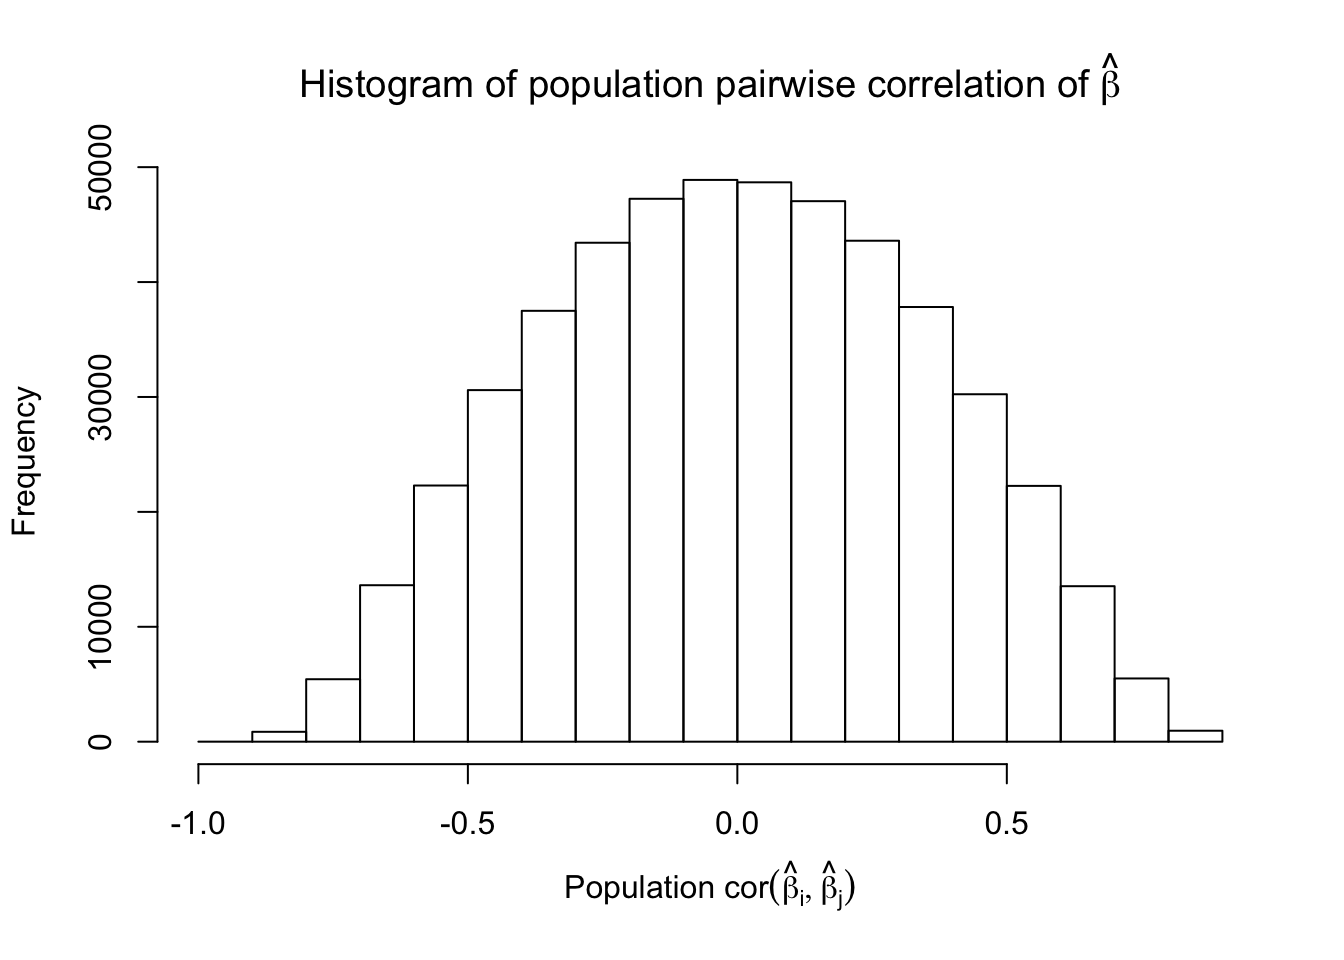 Histogram of population pairwise correlation of β̂
50000
30000
10000
0
Frequency
-1.0 -0.5 0.0 0.5
Population cor(β̂ᵢ, β̂ⱼ)